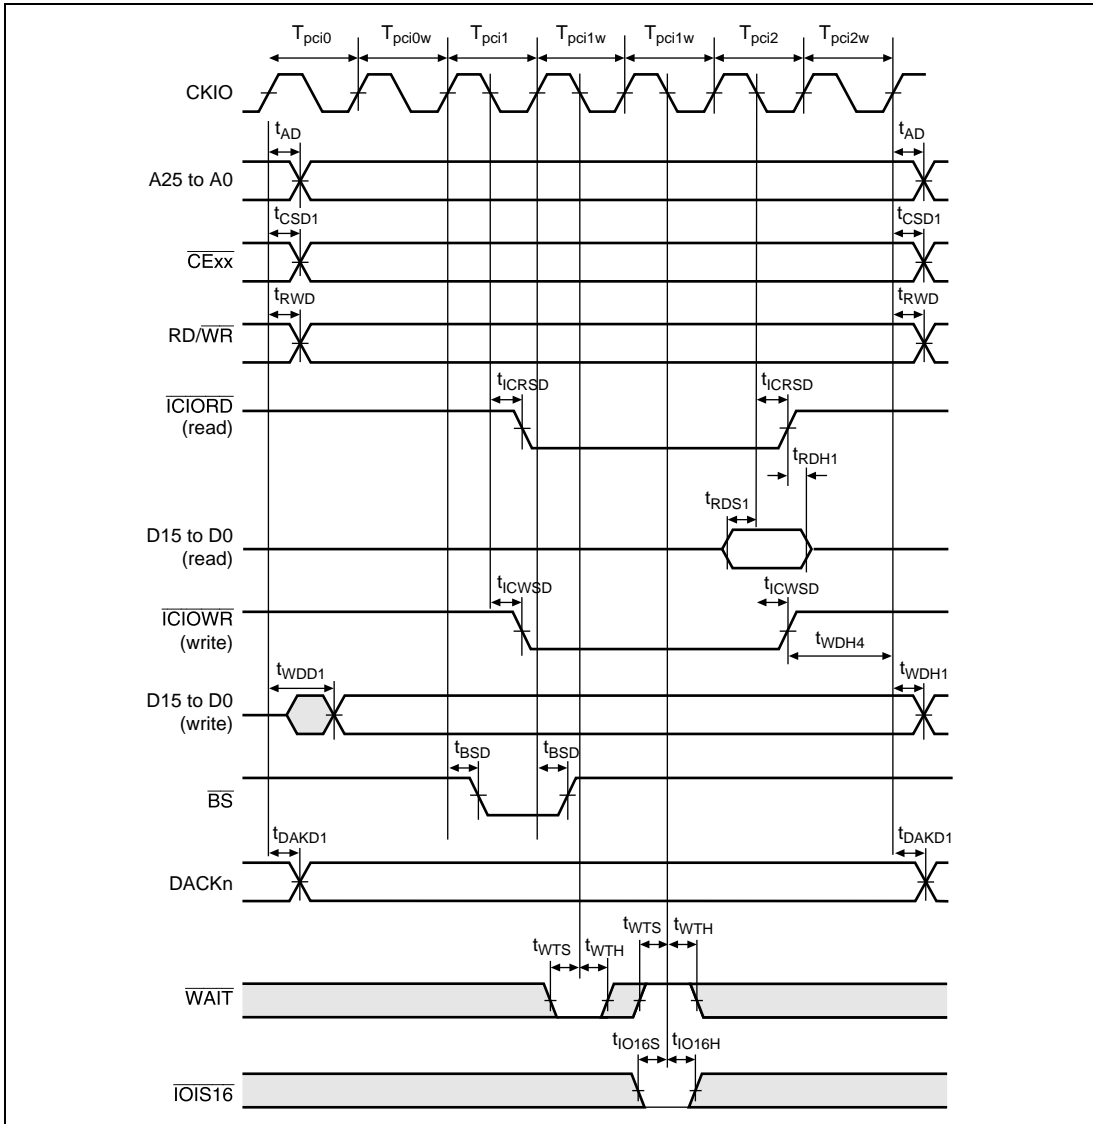 Tpci0 Tpci0w Tpci1 Tpci1w Tpci1w Tpci2 Tpci2w
CKIO
tAD tAD
A25 to A0
tCSD1 tCSD1
CExx
tRWD tRWD
RD/WR
tICRSD tICRSD
ICIORD
(read)
tRDH1
tRDS1
D15 to D0
(read)
tICWSD tICWSD
ICIOWR
(write)
tWDH4
tWDD1 tWDH1
D15 to D0
(write)
tBSD tBSD
BS
tDAKD1 tDAKD1
DACKn
tWTS tWTH tWTS tWTH
WAIT
tIO16S tIO16H
IOIS16